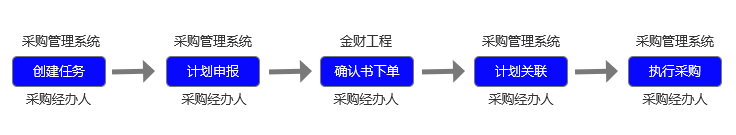 采购管理系统 采购管理系统 金财工程 采购管理系统 采购管理系统
创建任务 计划申报 确认书下单 计划关联 执行采购
采购经办人 采购经办人 采购经办人 采购经办人 采购经办人